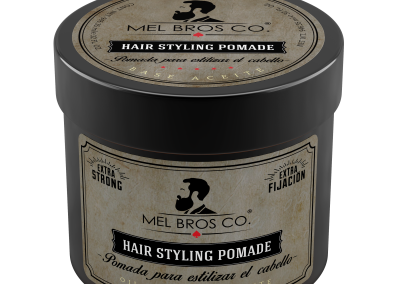 MEL BROS CO.
HAIR STYLING POMADE
Pomada para estilizar el cabello
BASE ACEITE
EXTRA
STRONG
EXTRA
FIJACIÓN
MEL BROS CO.®
HAIR STYLING POMADE
Pomada para estilizar el cabello